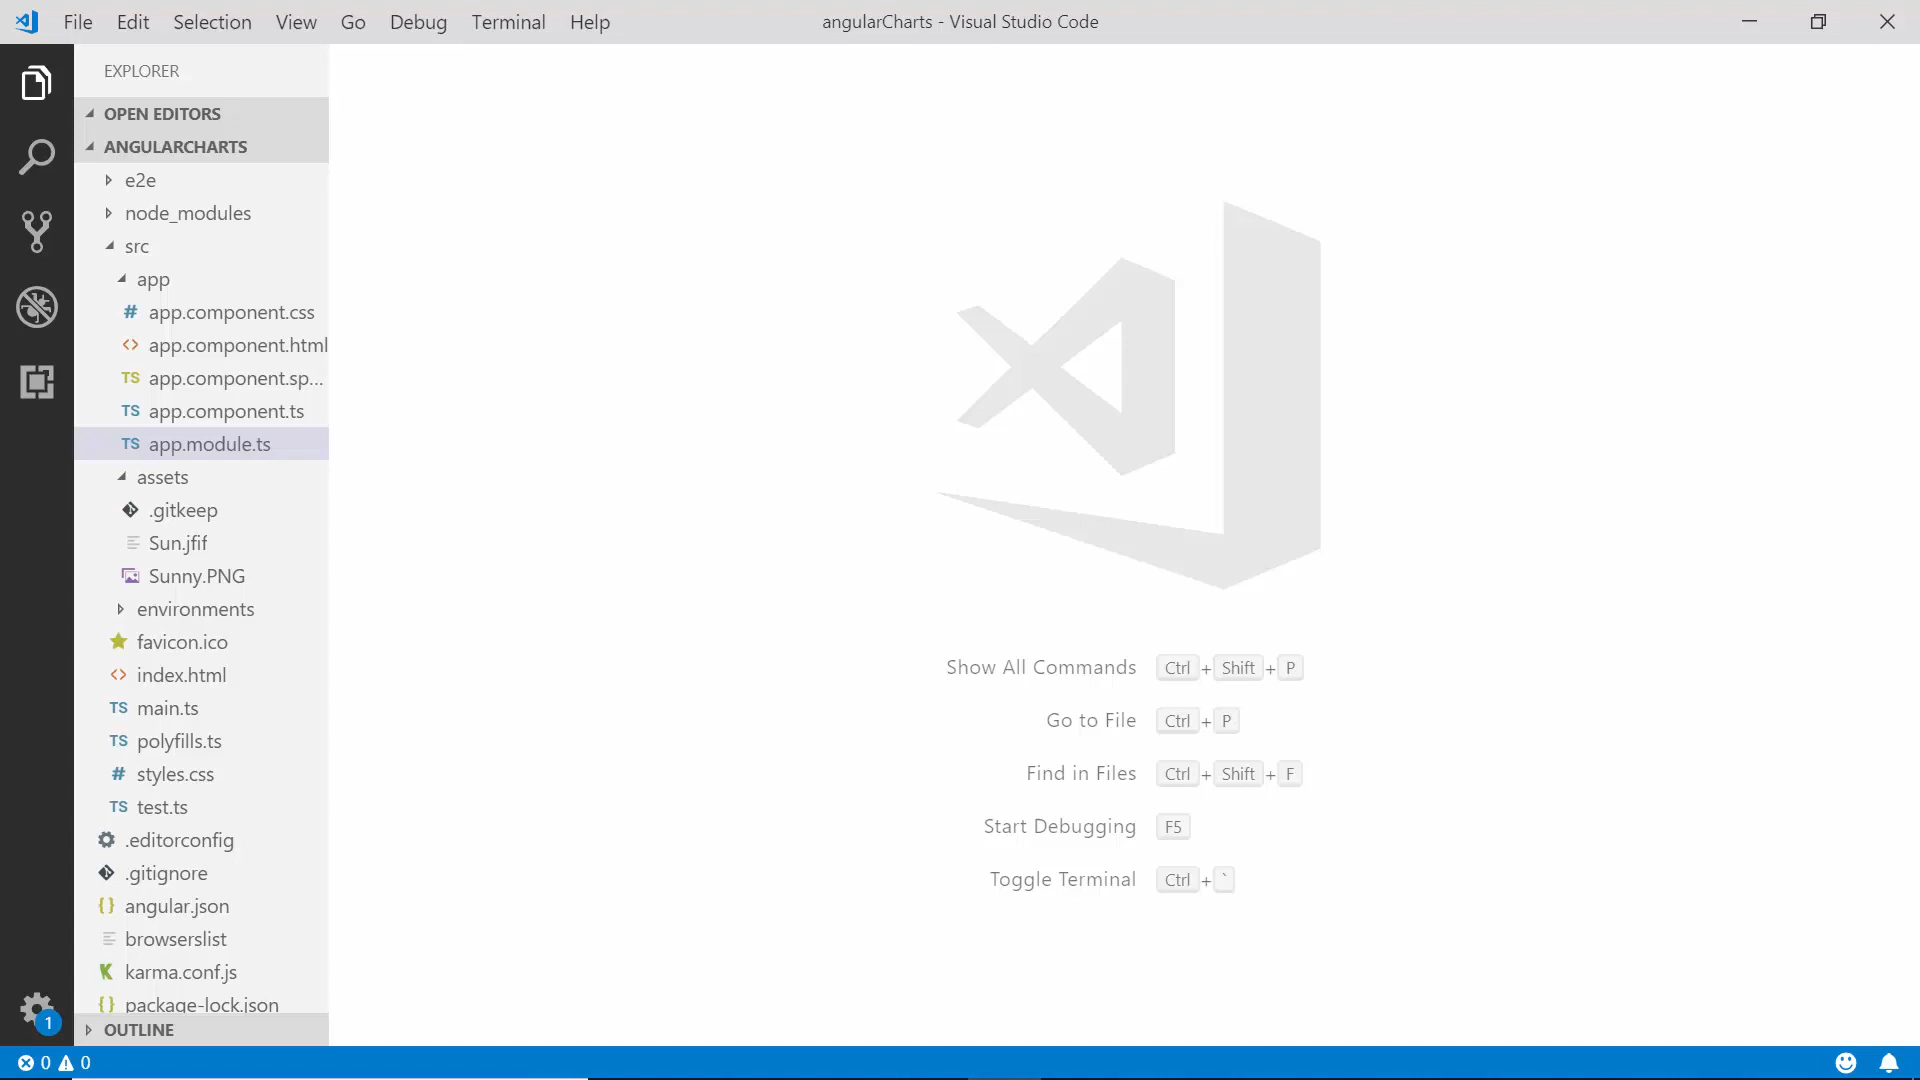 File Edit Selection View Go Debug Terminal Help
angularCharts - Visual Studio Code
EXPLORER
OPEN EDITORS
ANGULARCHARTS
e2e
node_modules
src
app
# app.component.css
<> app.component.html
TS app.component.sp...
TS app.component.ts
TS app.module.ts
assets
.gitkeep
Sun.jfif
Sunny.PNG
environments
favicon.ico
<> index.html
TS main.ts
TS polyfills.ts
# styles.css
TS test.ts
.editorconfig
.gitignore
{} angular.json
browserslist
K karma.conf.js
{} package-lock.json
OUTLINE
1
Show All Commands Ctrl + Shift + P
Go to File Ctrl + P
Find in Files Ctrl + Shift + F
Start Debugging F5
Toggle Terminal Ctrl + `
0 0